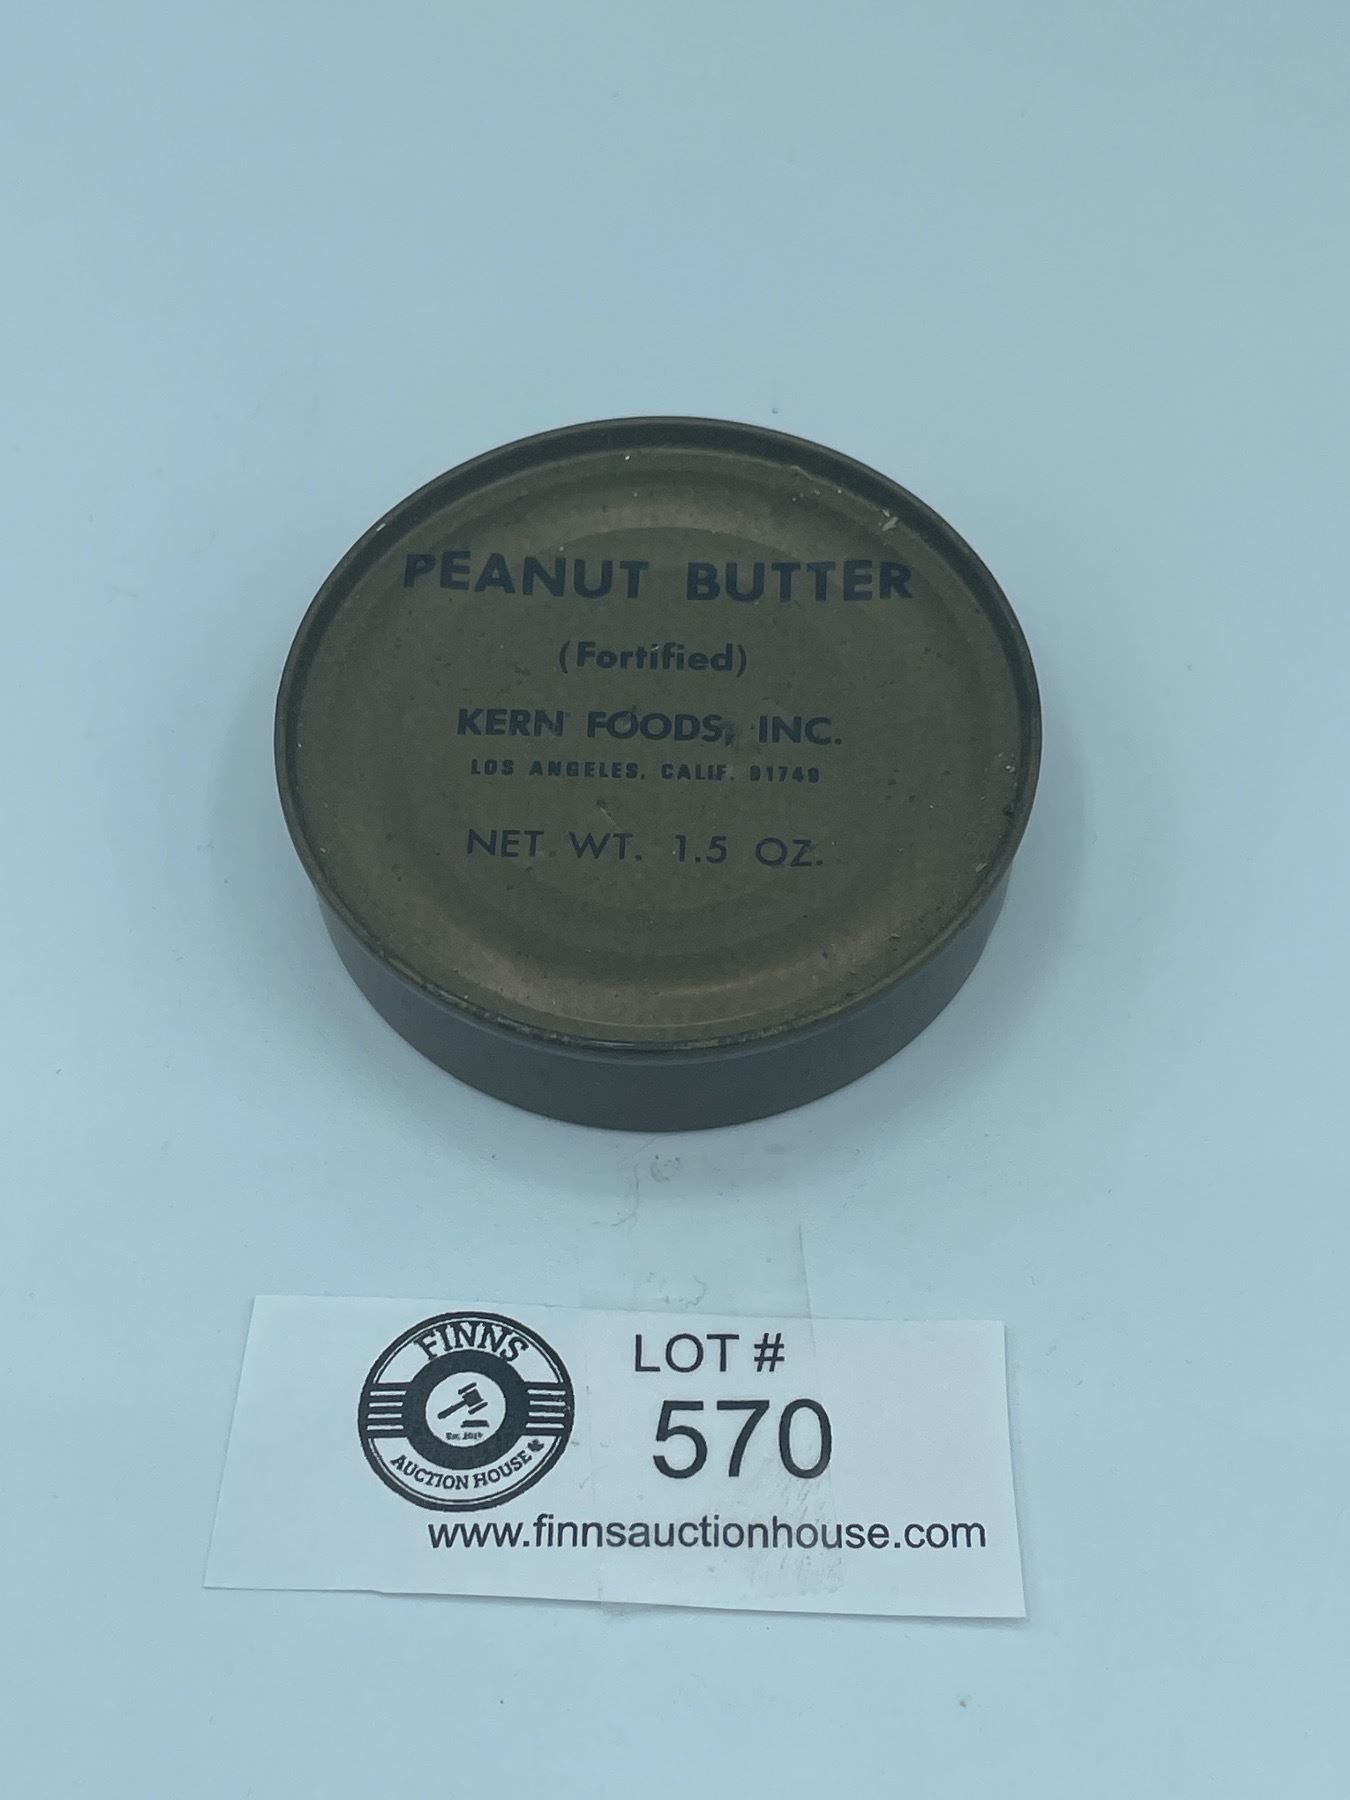 PEANUT BUTTER
(Fortified)
KERN FOODS, INC.
LOS ANGELES, CALIF. 91749
NET. WT. 1.5 OZ.
FINNS
AUCTION HOUSE
LOT #
570
www.finnsauctionhouse.com